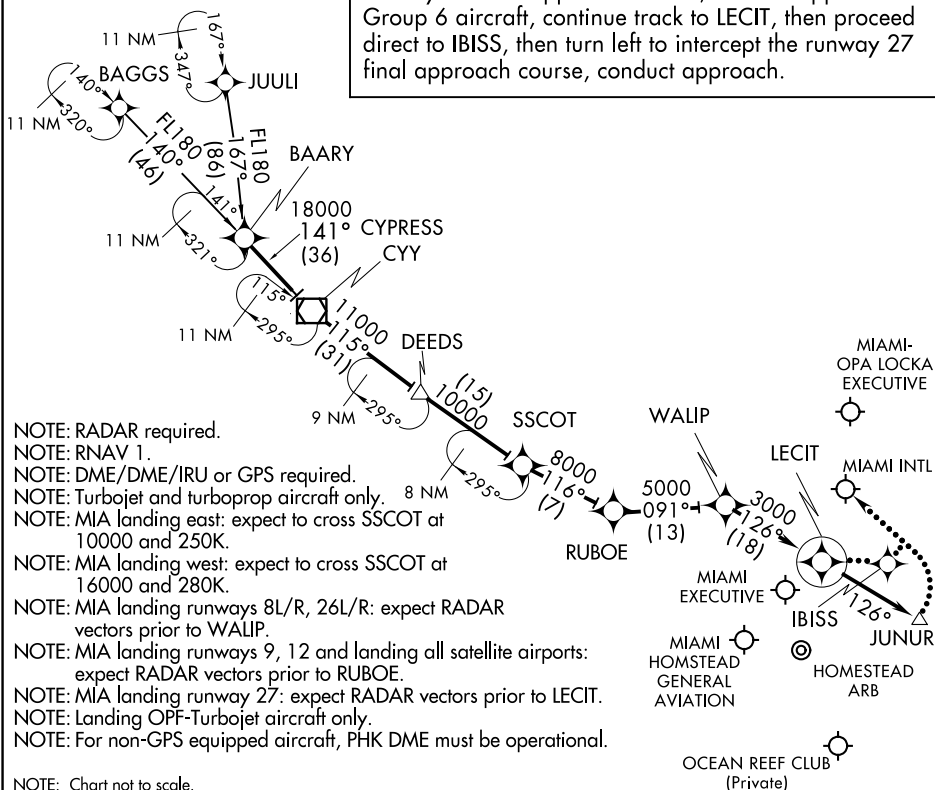 Group 6 aircraft, continue track to LECIT, then proceed
direct to IBISS, then turn left to intercept the runway 27
final approach course, conduct approach.
11 NM
167°
347°
JUULI
BAGGS
140°
320°
11 NM
FL180
140°
(46)
FL180
167°
(86)
BAARY
141°
321°
11 NM
18000
141°
(36)
CYPRESS
CYY
115°
295°
11 NM
11000
115°
(31)
DEEDS
295°
9 NM
(15)
10000
SSCOT
295°
8 NM
8000
116°
(7)
RUBOE
5000
091°
(13)
WALIP
3000
126°
(18)
LECIT
MIAMI-
OPA LOCKA
EXECUTIVE
MIAMI INTL
MIAMI
EXECUTIVE
IBISS
126°
JUNUR
MIAMI
HOMSTEAD
GENERAL
AVIATION
HOMESTEAD
ARB
OCEAN REEF CLUB
(Private)
NOTE: RADAR required.
NOTE: RNAV 1.
NOTE: DME/DME/IRU or GPS required.
NOTE: Turbojet and turboprop aircraft only.
NOTE: MIA landing east: expect to cross SSCOT at
10000 and 250K.
NOTE: MIA landing west: expect to cross SSCOT at
16000 and 280K.
NOTE: MIA landing runways 8L/R, 26L/R: expect RADAR
vectors prior to WALIP.
NOTE: MIA landing runways 9, 12 and landing all satellite airports:
expect RADAR vectors prior to RUBOE.
NOTE: MIA landing runway 27: expect RADAR vectors prior to LECIT.
NOTE: Landing OPF-Turbojet aircraft only.
NOTE: For non-GPS equipped aircraft, PHK DME must be operational.
NOTE: Chart not to scale.